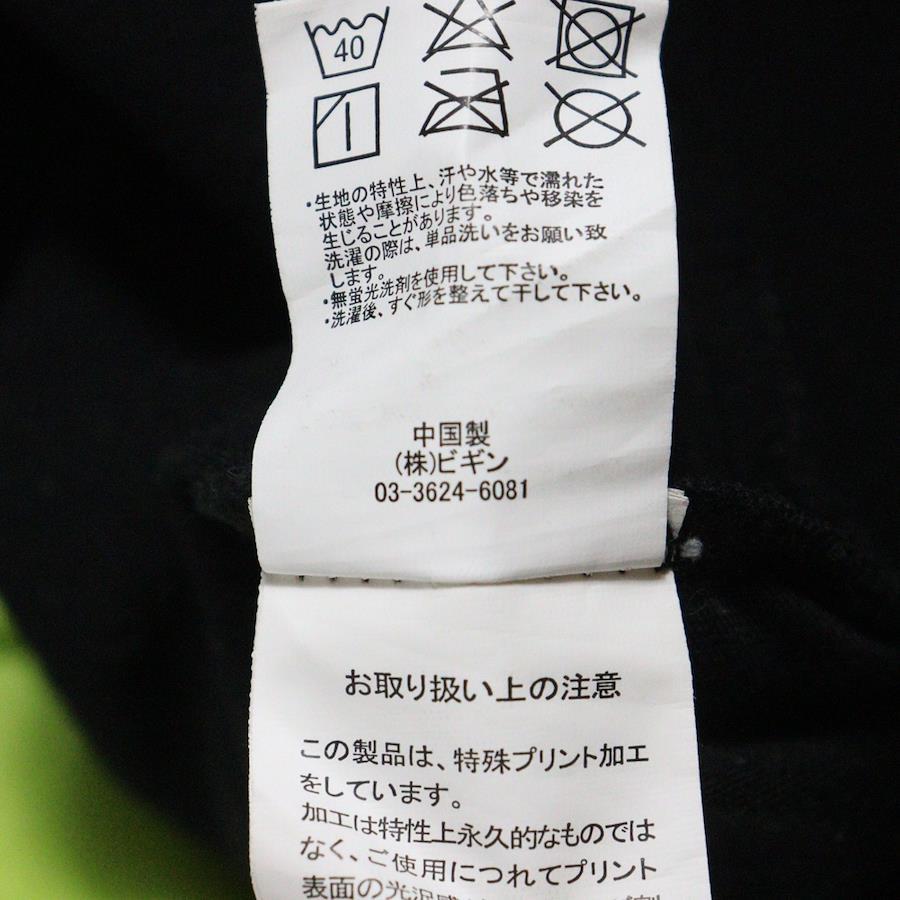 40
・生地の特性上、汗や水等で濡れた
状態や摩擦により色落ちや移染を
生じることがあります。
洗濯の際は、単品洗いをお願い致
します。
・無蛍光洗剤を使用して下さい。
・洗濯後、すぐ形を整えて干して下さい。
中国製
(株)ビギン
03-3624-6081
お取り扱い上の注意
この製品は、特殊プリント加工
をしています。
加工は特性上永久的なものでは
なく、ご使用につれてプリント
表面の光沢感